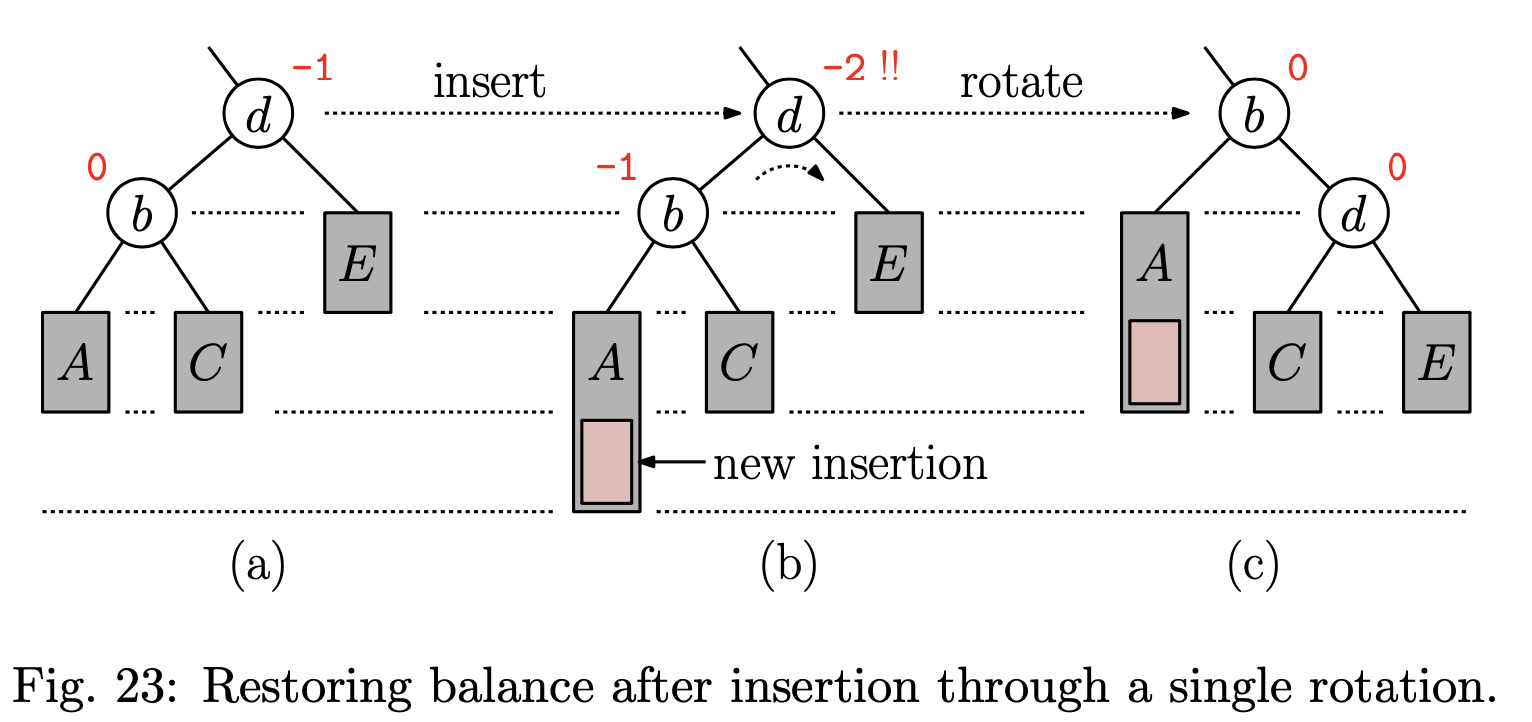 -1 insert -2 !! rotate 0
d d b
0 -1 0
b b d
E E A
A C A C C E
new insertion
(a) (b) (c)
Fig. 23: Restoring balance after insertion through a single rotation.